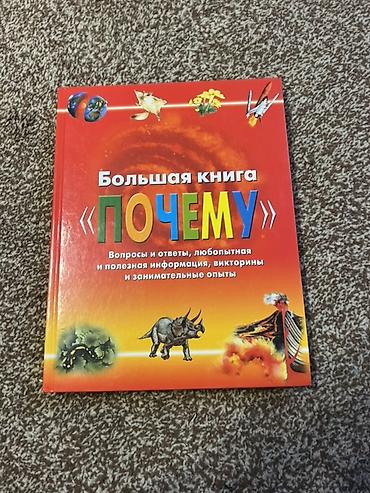 Большая книга
«ПОЧЕМУ»
Вопросы и ответы, любопытная
и полезная информация, викторины
и занимательные опыты